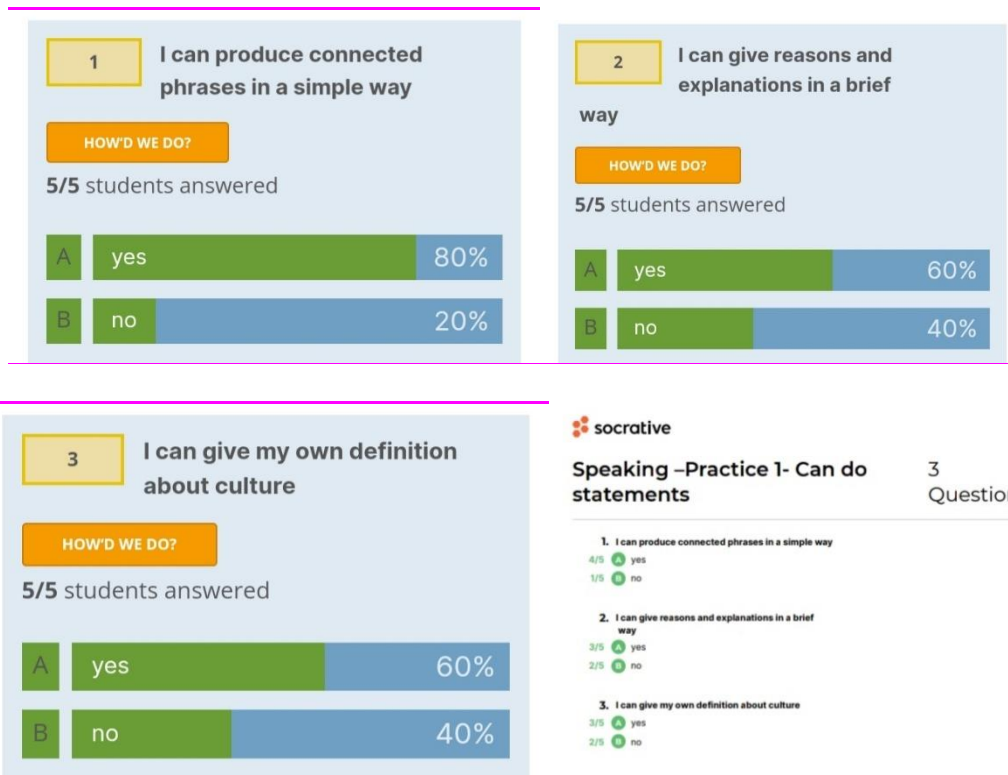 1
I can produce connected
phrases in a simple way
HOW'D WE DO?
5/5 students answered
A yes 80%
B no 20%
2
I can give reasons and
explanations in a brief
way
HOW'D WE DO?
5/5 students answered
A yes 60%
B no 40%
3
I can give my own definition
about culture
HOW'D WE DO?
5/5 students answered
A yes 60%
B no 40%
socrative
Speaking –Practice 1- Can do
statements
3
Questio
1. I can produce connected phrases in a simple way
4/5 A yes
1/5 B no
2. I can give reasons and explanations in a brief
way
3/5 A yes
2/5 B no
3. I can give my own definition about culture
3/5 A yes
2/5 B no